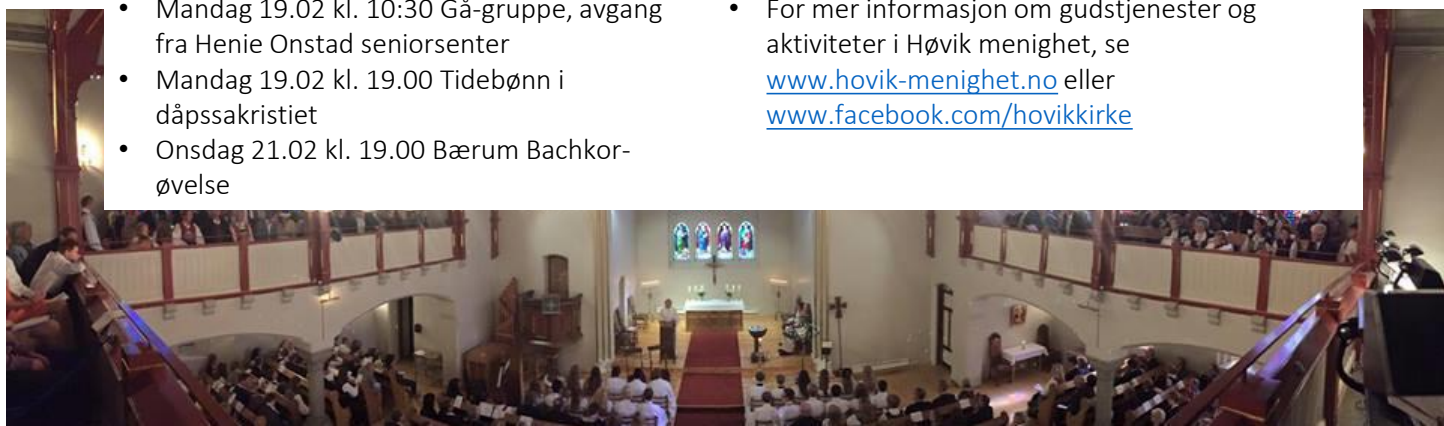 • Mandag 19.02 kl. 10:30 Gå-gruppe, avgang
fra Henie Onstad seniorsenter
• Mandag 19.02 kl. 19.00 Tidebønn i
dåpssakristiet
• Onsdag 21.02 kl. 19.00 Bærum Bachkor-
øvelse
• For mer informasjon om gudstjenester og
aktiviteter i Høvik menighet, se
www.hovik-menighet.no eller
www.facebook.com/hovikkirke